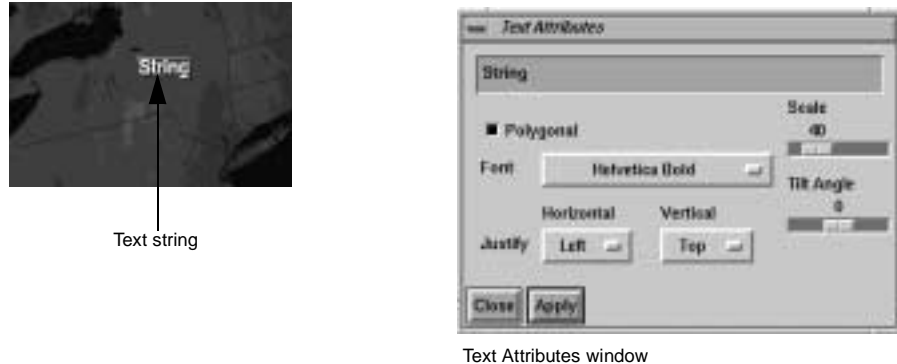 String
Text string
Text Attributes
String
Polygonal
Scale
40
Font
Helvetica Bold
Tilt Angle
0
Horizontal
Vertical
Justify
Left
Top
Close
Apply
Text Attributes window